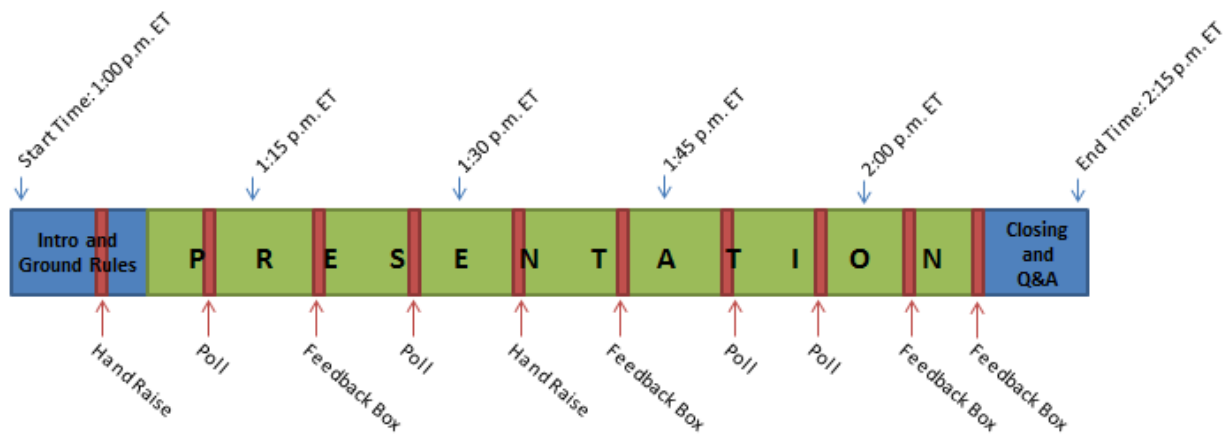 Start Time: 1:00 p.m. ET
1:15 p.m. ET
1:30 p.m. ET
1:45 p.m. ET
2:00 p.m. ET
End Time: 2:15 p.m. ET
Intro and
Ground Rules
P R E S E N T A T I O N
Closing
and
Q&A
Hand Raise
Poll
Feedback Box
Poll
Hand Raise
Feedback Box
Poll
Poll
Feedback Box
Feedback Box